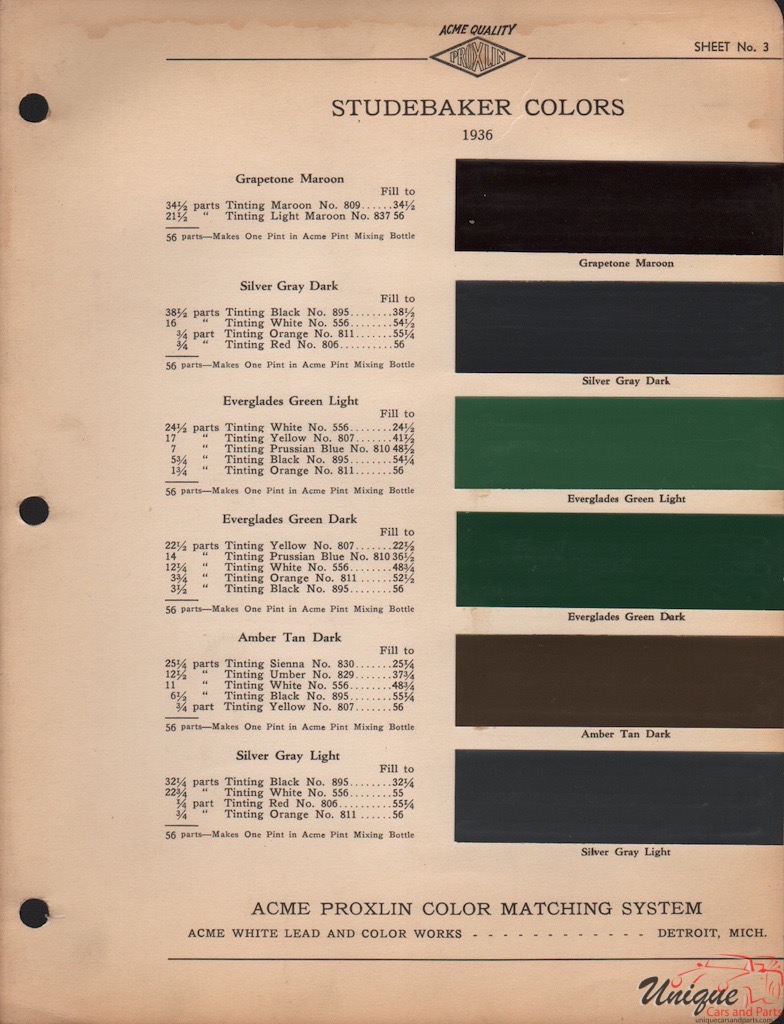 ACME QUALITY
PROXLIN
SHEET No. 3
STUDEBAKER COLORS
1936
Grapetone Maroon
Fill to
34½ parts Tinting Maroon No. 809......34½
21½ " Tinting Light Maroon No. 837 56
56 parts—Makes One Pint in Acme Pint Mixing Bottle
Grapetone Maroon
Silver Gray Dark
Fill to
38½ parts Tinting Black No. 895........38½
16 " Tinting White No. 556........54½
¾ part Tinting Orange No. 811......55¼
¾ " Tinting Red No. 806..........56
56 parts—Makes One Pint in Acme Pint Mixing Bottle
Silver Gray Dark
Everglades Green Light
Fill to
24½ parts Tinting White No. 556........24½
17 " Tinting Yellow No. 807.......41½
7 " Tinting Prussian Blue No. 810 48½
5¾ " Tinting Black No. 895........54¼
1¾ " Tinting Orange No. 811......56
56 parts—Makes One Pint in Acme Pint Mixing Bottle
Everglades Green Light
Everglades Green Dark
Fill to
22½ parts Tinting Yellow No. 807.......22½
14 " Tinting Prussian Blue No. 810 36½
12¼ " Tinting White No. 556........48¾
3¾ " Tinting Orange No. 811 ......52½
3½ " Tinting Black No. 895........56
56 parts—Makes One Pint in Acme Pint Mixing Bottle
Everglades Green Dark
Amber Tan Dark
Fill to
25¼ parts Tinting Sienna No. 830.......25¼
12½ " Tinting Umber No. 829.......37¾
11 " Tinting White No. 556........48¾
6½ " Tinting Black No. 895........55¼
¾ part Tinting Yellow No. 807.......56
56 parts—Makes One Pint in Acme Pint Mixing Bottle
Amber Tan Dark
Silver Gray Light
Fill to
32¼ parts Tinting Black No. 895........32¼
22¾ " Tinting White No. 556........55
¼ part Tinting Red No. 806..........55¼
¾ " Tinting Orange No. 811 ......56
56 parts—Makes One Pint in Acme Pint Mixing Bottle
Silver Gray Light
ACME PROXLIN COLOR MATCHING SYSTEM
ACME WHITE LEAD AND COLOR WORKS - - - - - - - - - - - - DETROIT, MICH.
Unique
Cars and Parts
uniquecarsandparts.com